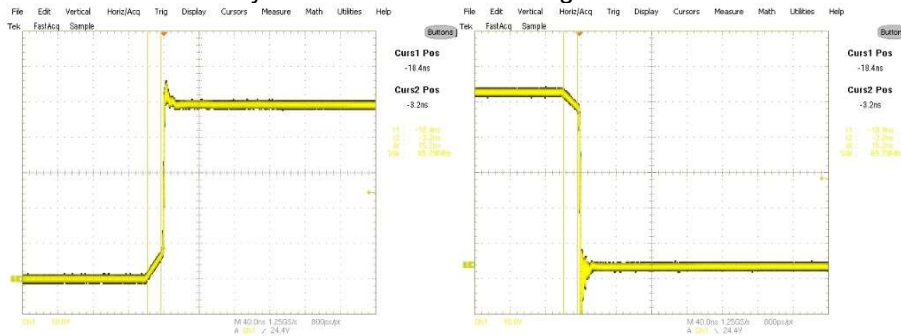 File Edit Vertical Horiz/Acq Trig Display Cursors Measure Math Utilities Help
Tek FastAcq Sample
Buttons
Curs1 Pos
-18.4ns
Curs2 Pos
-3.2ns
M 40.0ns 1.25GS/s 800ps/pt
24.4V
File Edit Vertical Horiz/Acq Trig Display Cursors Measure Math Utilities Help
Tek FastAcq Sample
Button
Curs1 Pos
-18.4ns
Curs2 Pos
-3.2ns
M 40.0ns 1.25GS/s 800ps/pt
24.4V